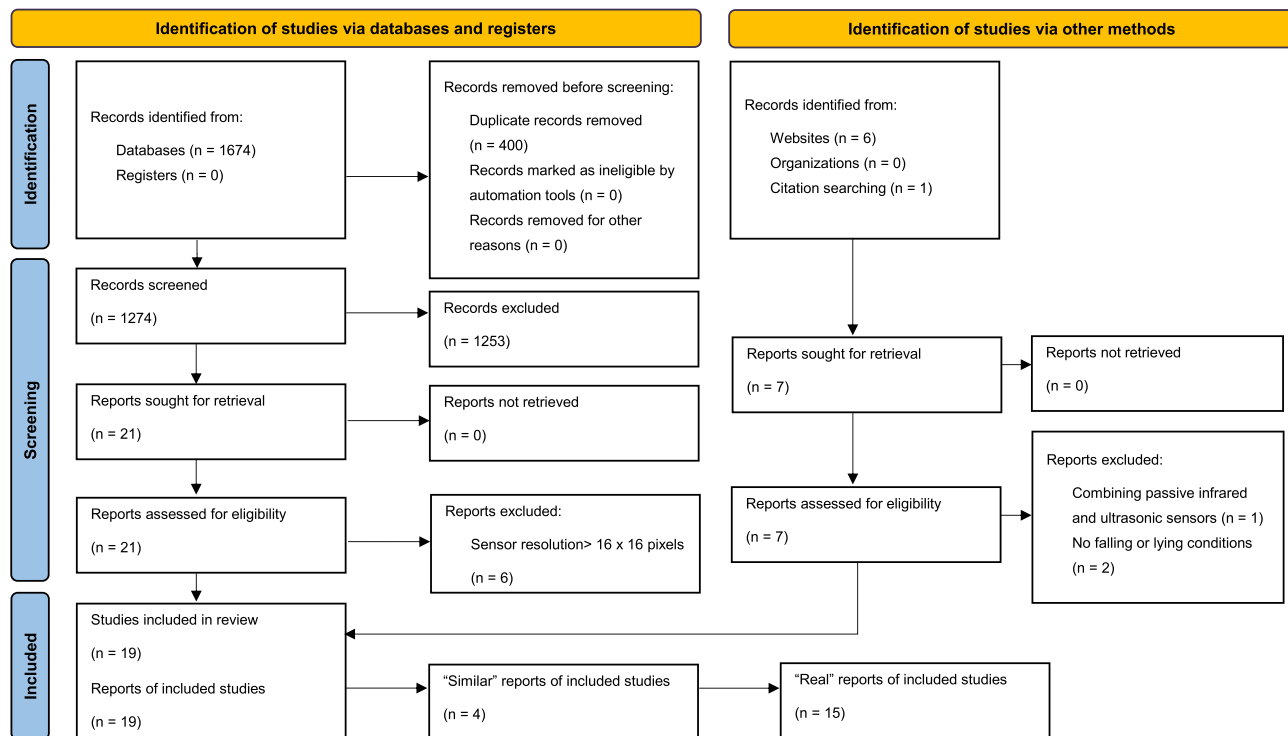 Identification of studies via databases and registers
Identification of studies via other methods
Identification
Records identified from:
Databases (n = 1674)
Registers (n = 0)
Records removed before screening:
Duplicate records removed
(n = 400)
Records marked as ineligible by
automation tools (n = 0)
Records removed for other
reasons (n = 0)
Records identified from:
Websites (n = 6)
Organizations (n = 0)
Citation searching (n = 1)
Screening
Records screened
(n = 1274)
Records excluded
(n = 1253)
Reports sought for retrieval
(n = 21)
Reports not retrieved
(n = 0)
Reports sought for retrieval
(n = 7)
Reports not retrieved
(n = 0)
Reports assessed for eligibility
(n = 21)
Reports excluded:
Sensor resolution> 16 x 16 pixels
(n = 6)
Reports assessed for eligibility
(n = 7)
Reports excluded:
Combining passive infrared
and ultrasonic sensors (n = 1)
No falling or lying conditions
(n = 2)
Included
Studies included in review
(n = 19)
Reports of included studies
(n = 19)
“Similar” reports of included studies
(n = 4)
“Real” reports of included studies
(n = 15)